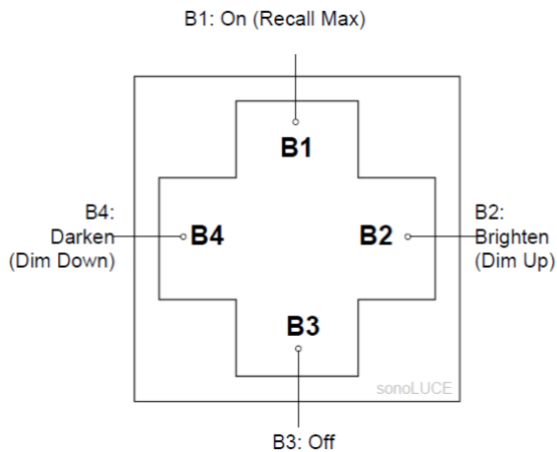 B1: On (Recall Max)
B1
B4:
Darken
(Dim Down)
B4
B2
B2:
Brighten
(Dim Up)
B3
sonoLUCE
B3: Off